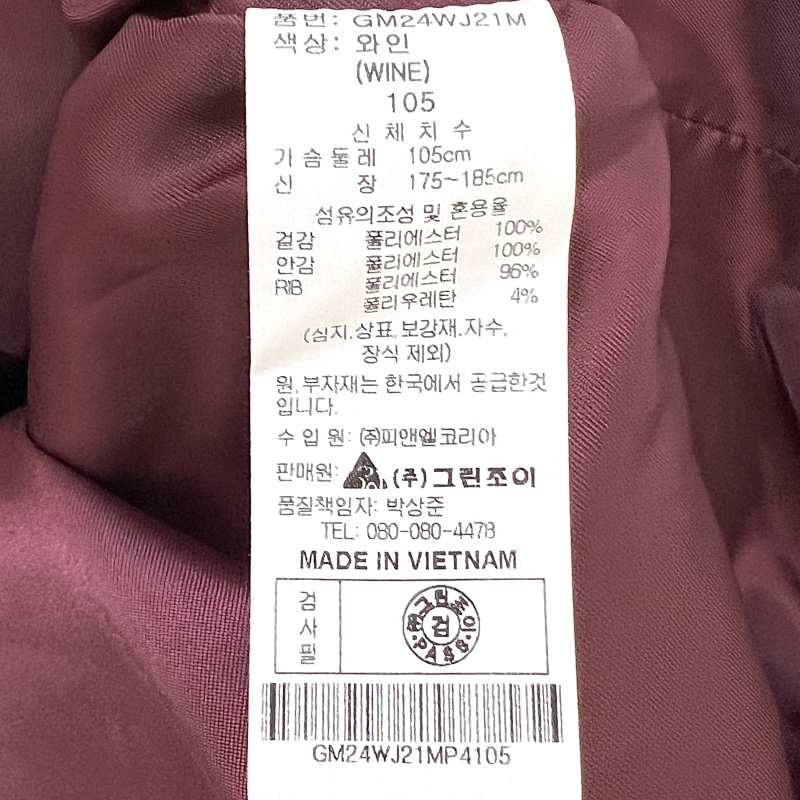 품번: GM24WJ21M
색상: 와인
(WINE)
105
신 체 치 수
가 슴 둘 레 105cm
신 장 175~185cm
섬유의조성 및 혼용율
겉감 폴리에스터 100%
안감 폴리에스터 100%
RIB 폴리에스터 96%
폴리우레탄 4%
(심지,상표,보강재,자수,
장식 제외)
원,부자재는 한국에서 공급한것
입니다.
수 입 원: ㈜피앤엘코리아
판매원: (주)그린조이
품질책임자: 박상준
TEL: 080-080-4478
MADE IN VIETNAM
검사필
㈜그린조이
검
·PASS·
GM24WJ21MP4105